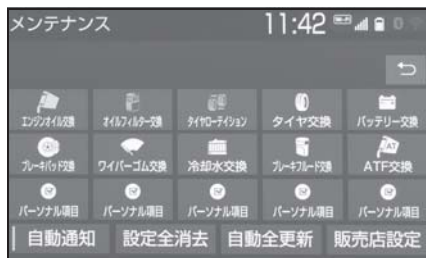 メンテナンス 11:42
エンジンオイル交換 オイルフィルター交換 タイヤローテイション タイヤ交換 バッテリー交換
ブレーキパッド交換 ワイパーゴム交換 冷却水交換 ブレーキフルード交換 ATF交換
パーソナル項目 パーソナル項目 パーソナル項目 パーソナル項目 パーソナル項目
自動通知 設定全消去 自動全更新 販売店設定